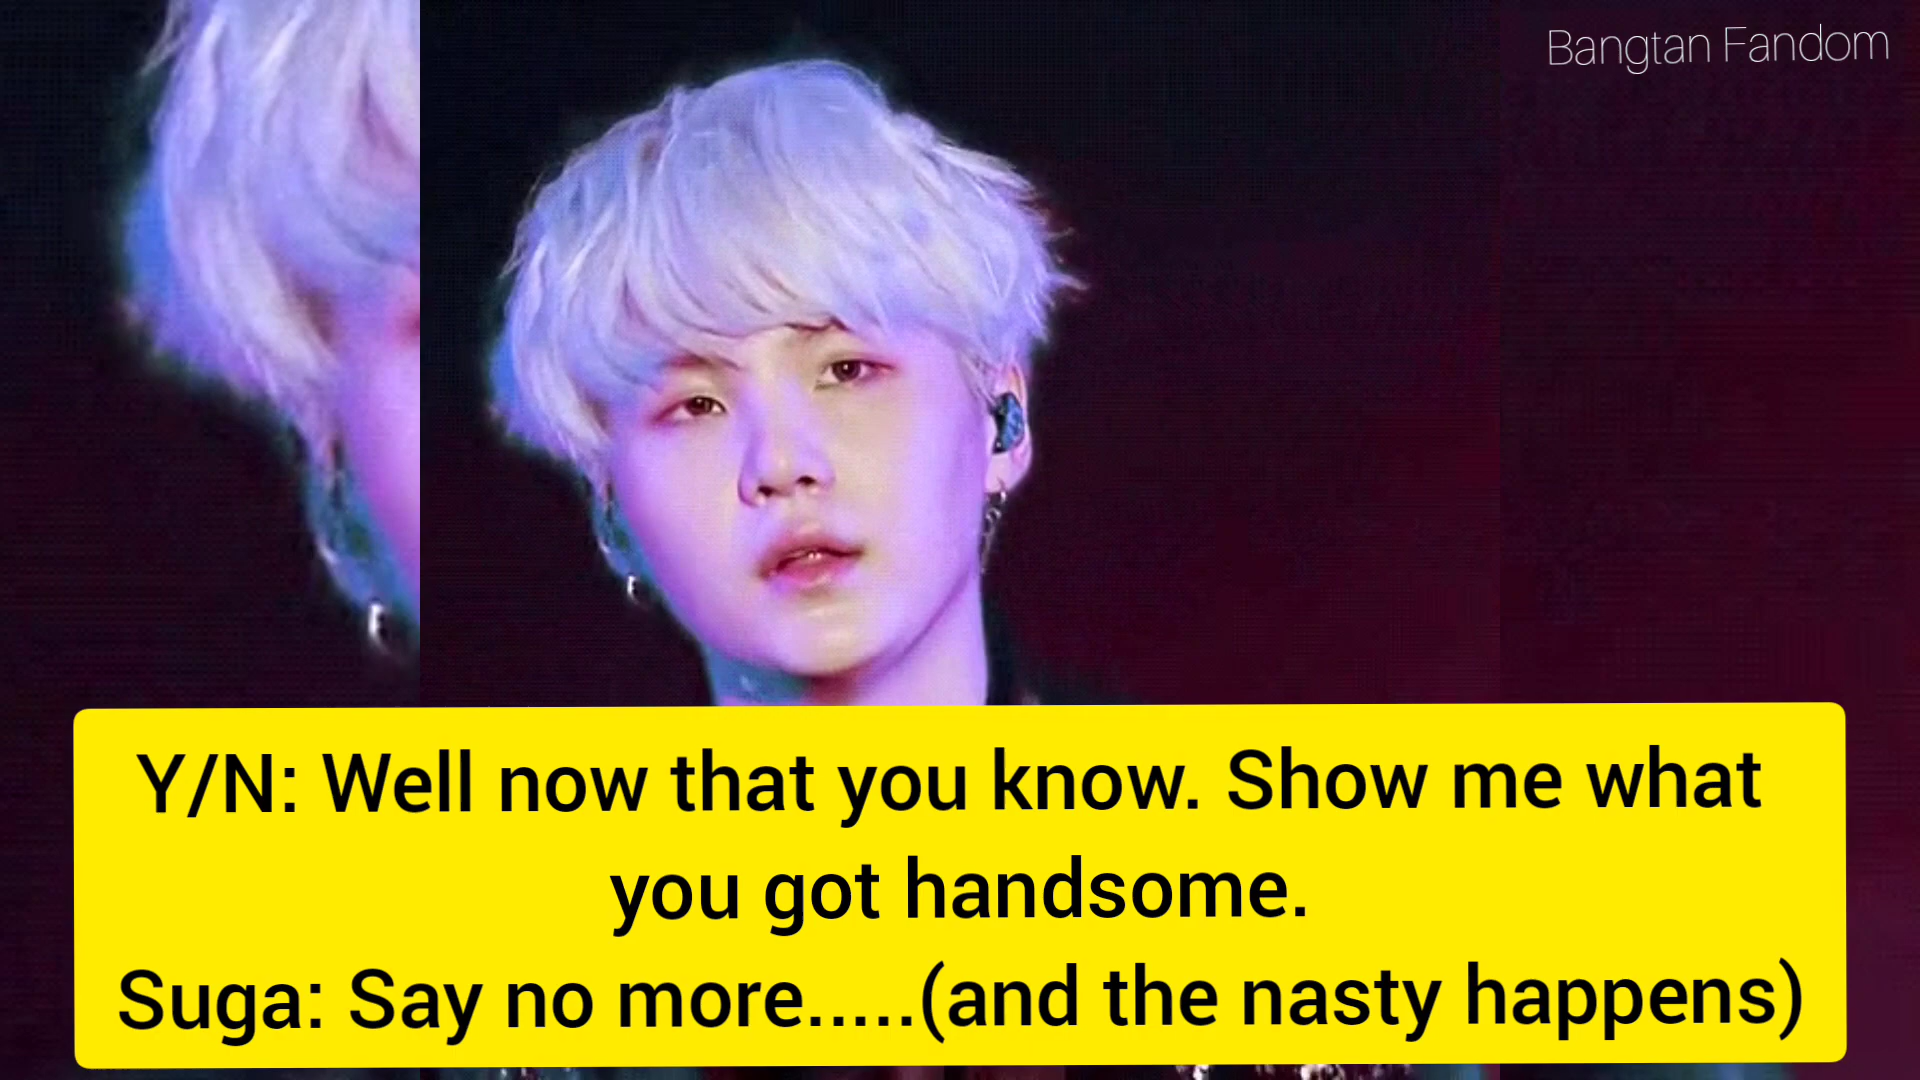 Bangtan Fandom
Y/N: Well now that you know. Show me what
you got handsome.
Suga: Say no more.....(and the nasty happens)